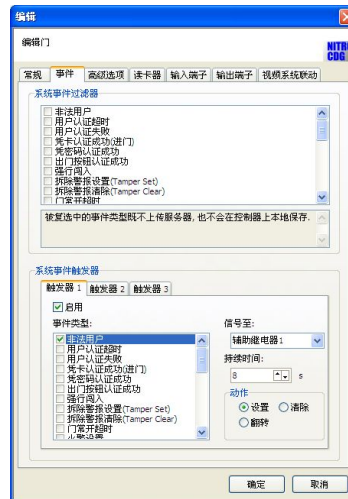 编辑
编辑门
NITRO
CDG
常规 事件 高级选项 读卡器 输入端子 输出端子 视频系统联动
系统事件过滤器
非法用户
用户认证超时
用户认证失败
凭卡认证成功(进门)
凭密码认证成功
出门按钮认证成功
强行闯入
拆除警报设置(Tamper Set)
拆除警报清除(Tamper Clear)
门常开超时
被复选中的事件类型既不上传服务器, 也不会在控制器上本地保存.
系统事件触发器
触发器 1 触发器 2 触发器 3
启用
事件类型:
信号至:
非法用户
用户认证超时
用户认证失败
凭卡认证成功(进门)
凭密码认证成功
出门按钮认证成功
强行闯入
拆除警报设置(Tamper Set)
拆除警报清除(Tamper Clear)
门常开超时
火警设置
辅助继电器1
持续时间:
8 s
动作
设置 清除
翻转
确定 取消